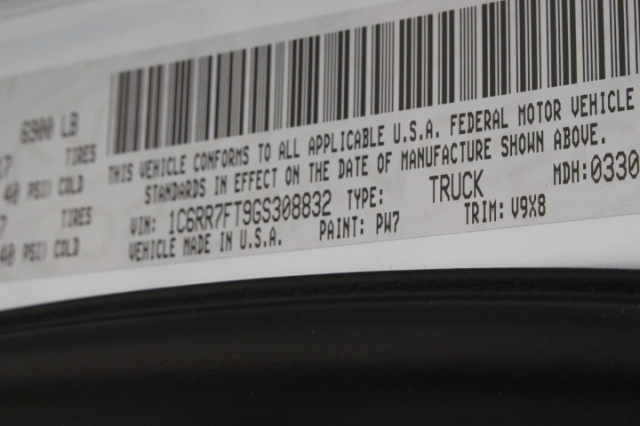 6900 LB
TIRES
40 PSI) COLD
TIRES
40 PSI) COLD
THIS VEHICLE CONFORMS TO ALL APPLICABLE U.S.A. FEDERAL MOTOR VEHICLE
STANDARDS IN EFFECT ON THE DATE OF MANUFACTURE SHOWN ABOVE.
VIN: 1C6RR7FT9GS308832 TYPE: TRUCK MDH:0330
VEHICLE MADE IN U.S.A. PAINT: PW7 TRIM: V9X8